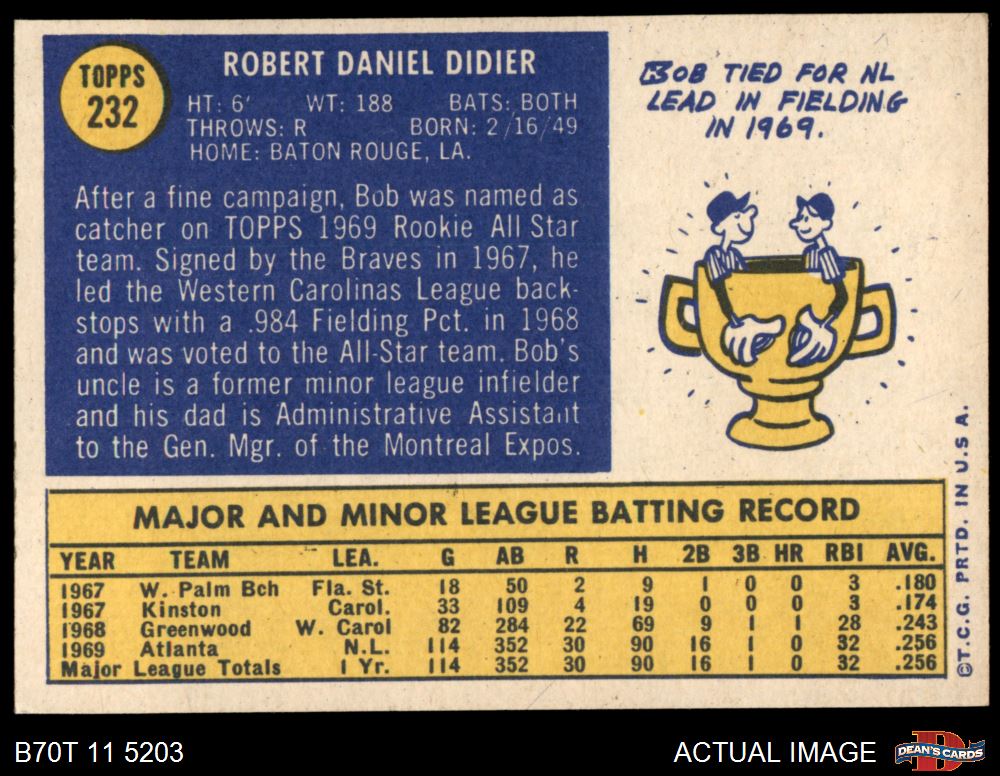 TOPPS
232
ROBERT DANIEL DIDIER
HT: 6' WT: 188 BATS: BOTH
THROWS: R BORN: 2/16/49
HOME: BATON ROUGE, LA.
After a fine campaign, Bob was named as
catcher on TOPPS 1969 Rookie All Star
team. Signed by the Braves in 1967, he
led the Western Carolinas League back-
stops with a .984 Fielding Pct. in 1968
and was voted to the All-Star team. Bob's
uncle is a former minor league infielder
and his dad is Administrative Assistant
to the Gen. Mgr. of the Montreal Expos.
BOB TIED FOR NL
LEAD IN FIELDING
IN 1969.
MAJOR AND MINOR LEAGUE BATTING RECORD
YEAR TEAM LEA. G AB R H 2B 3B HR RBI AVG.
1967 W. Palm Bch Fla. St. 18 50 2 9 1 0 0 3 .180
1967 Kinston Carol. 33 109 4 19 0 0 0 3 .174
1968 Greenwood W. Carol 82 284 22 69 9 1 1 28 .243
1969 Atlanta N.L. 114 352 30 90 16 1 0 32 .256
Major League Totals 1 Yr. 114 352 30 90 16 1 0 32 .256
©T.C.G. PRTD. IN U.S A.
B70T 11 5203
ACTUAL IMAGE
DEAN'S CARDS